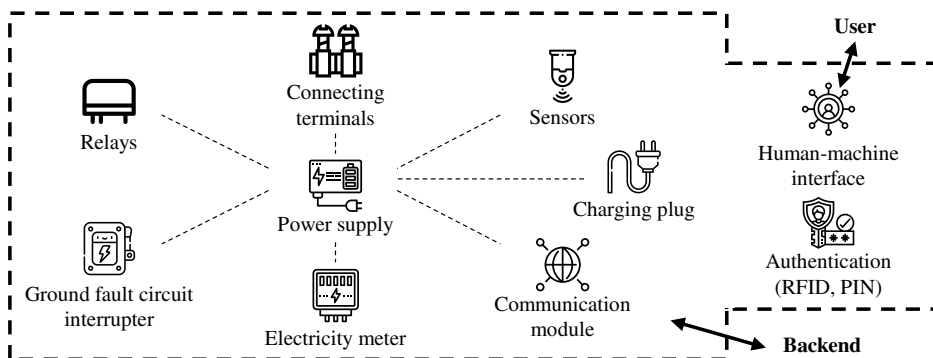 User
Connecting
terminals
Sensors
Relays
Human-machine
interface
Charging plug
Power supply
Authentication
(RFID, PIN)
Ground fault circuit
interrupter
Communication
module
Electricity meter
Backend